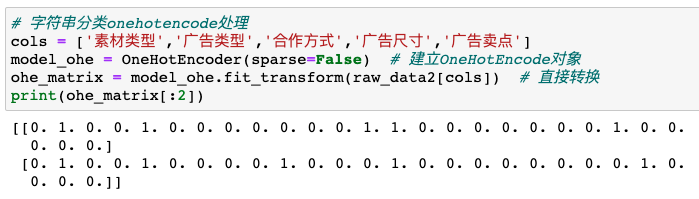 # 字符串分类onehotencode处理
cols = ['素材类型','广告类型','合作方式','广告尺寸','广告卖点']
model_ohe = OneHotEncoder(sparse=False)  # 建立OneHotEncode对象
ohe_matrix = model_ohe.fit_transform(raw_data2[cols])  # 直接转换
print(ohe_matrix[:2])
[[0. 1. 0. 0. 1. 0. 0. 0. 0. 0. 0. 0. 1. 1. 0. 0. 0. 0. 0. 0. 0. 1. 0. 0.
  0. 0. 0.]
 [0. 1. 0. 0. 1. 0. 0. 0. 0. 1. 0. 0. 0. 1. 0. 0. 0. 0. 0. 0. 0. 0. 1. 0.
  0. 0. 0.]]